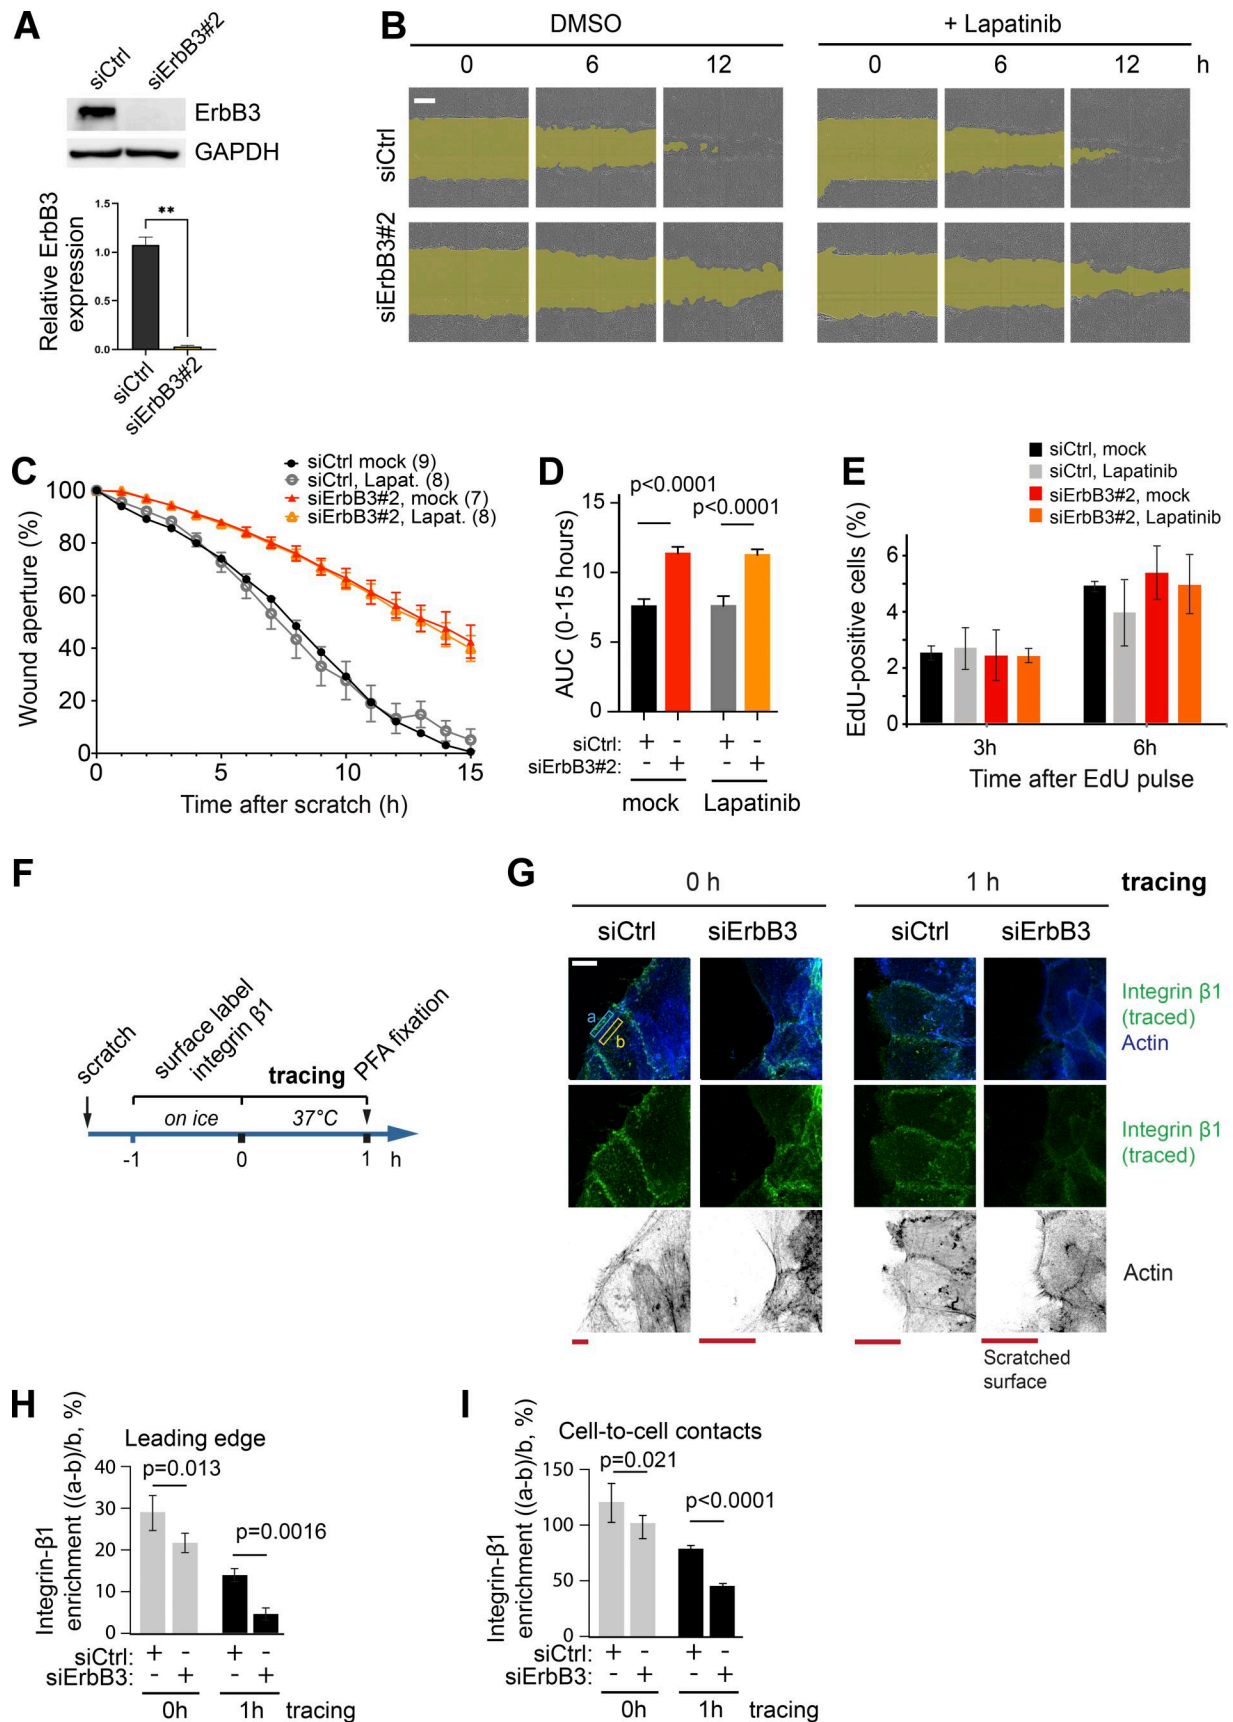 A
siCtrl
siErbB3#2
ErbB3
GAPDH
Relative ErbB3
expression
1.5
1.0
0.5
0.0
**
siCtrl
siErbB3#2
B
DMSO
+ Lapatinib
0 6 12 0 6 12 h
siCtrl
siErbB3#2
C
siCtrl mock (9)
siCtrl, Lapat. (8)
siErbB3#2, mock (7)
siErbB3#2, Lapat. (8)
Wound aperture (%)
100
80
60
40
20
0
0 5 10 15
Time after scratch (h)
D
p<0.0001
p<0.0001
AUC (0-15 hours)
15
10
5
0
siCtrl: + - + -
siErbB3#2: - + - +
mock Lapatinib
E
siCtrl, mock
siCtrl, Lapatinib
siErbB3#2, mock
siErbB3#2, Lapatinib
EdU-positive cells (%)
6
4
2
0
3h 6h
Time after EdU pulse
F
scratch
surface label
integrin β1
tracing
PFA fixation
on ice
37°C
-1 0 1 h
G
0 h 1 h tracing
siCtrl siErbB3 siCtrl siErbB3
a
b
Integrin β1
(traced)
Actin
Integrin β1
(traced)
Actin
Scratched
surface
H
Leading edge
Integrin-β1
enrichment ((a-b)/b, %)
40
30
20
10
0
p=0.013
p=0.0016
siCtrl: + - + -
siErbB3: - + - +
0h 1h tracing
I
Cell-to-cell contacts
Integrin-β1
enrichment ((a-b)/b, %)
150
100
50
0
p=0.021
p<0.0001
siCtrl: + - + -
siErbB3: - + - +
0h 1h tracing